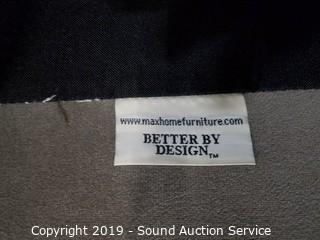 www.maxhomefurniture.com
BETTER BY
DESIGN™
Copyright 2019 - Sound Auction Service